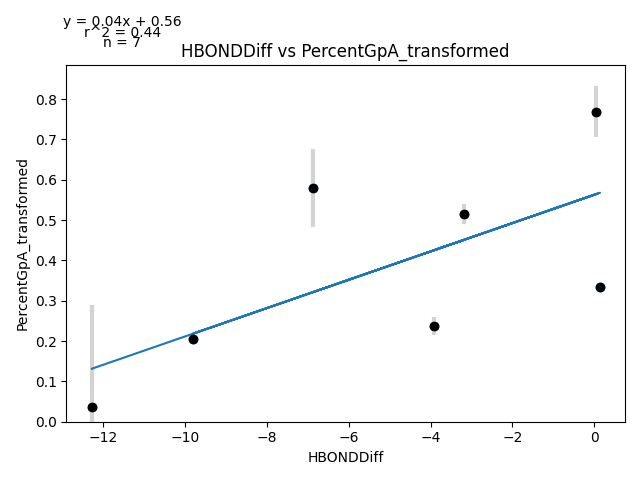 y = 0.04x + 0.56
r^2 = 0.44
n = 7
HBONDDiff vs PercentGpA_transformed
PercentGpA_transformed
0.8
0.7
0.6
0.5
0.4
0.3
0.2
0.1
0.0
−12 −10 −8 −6 −4 −2 0
HBONDDiff